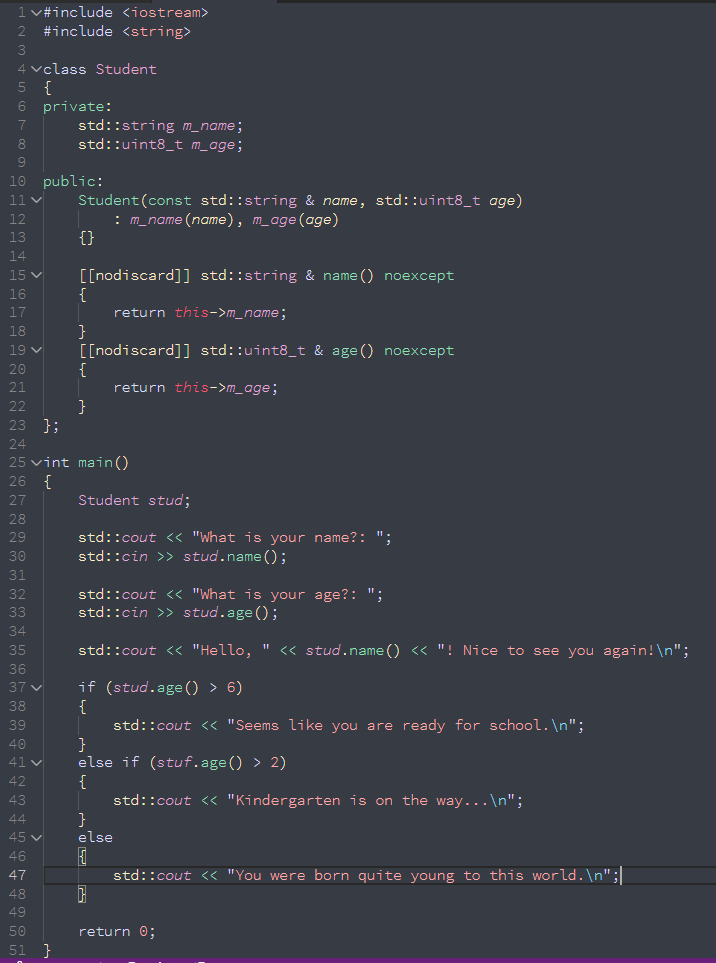 1 #include <iostream>
2 #include <string>
3
4 class Student
5 {
6 private:
7     std::string m_name;
8     std::uint8_t m_age;
9
10 public:
11     Student(const std::string & name, std::uint8_t age)
12         : m_name(name), m_age(age)
13     {}
14
15     [[nodiscard]] std::string & name() noexcept
16     {
17         return this->m_name;
18     }
19     [[nodiscard]] std::uint8_t & age() noexcept
20     {
21         return this->m_age;
22     }
23 };
24
25 int main()
26 {
27     Student stud;
28
29     std::cout << "What is your name?: ";
30     std::cin >> stud.name();
31
32     std::cout << "What is your age?: ";
33     std::cin >> stud.age();
34
35     std::cout << "Hello, " << stud.name() << "! Nice to see you again!\n";
36
37     if (stud.age() > 6)
38     {
39         std::cout << "Seems like you are ready for school.\n";
40     }
41     else if (stuf.age() > 2)
42     {
43         std::cout << "Kindergarten is on the way...\n";
44     }
45     else
46     {
47         std::cout << "You were born quite young to this world.\n";
48     }
49
50     return 0;
51 }